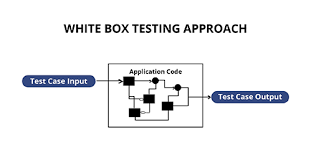 WHITE BOX TESTING APPROACH
Application Code
Test Case Input
Test Case Output